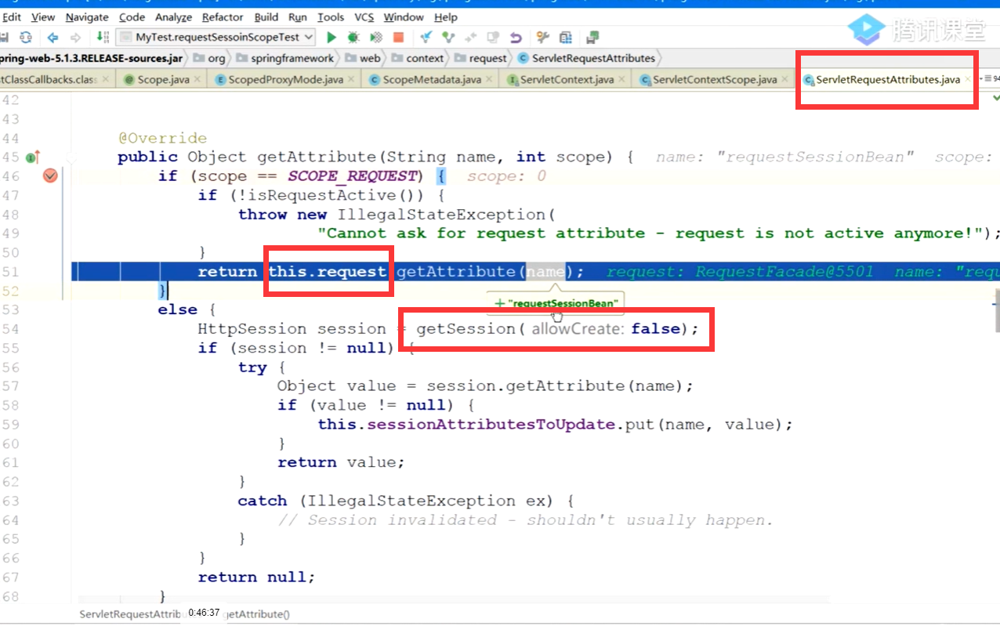 Edit View Navigate Code Analyze Refactor Build Run Tools VCS Window Help
MyTest.requestSessoinScopeTest
腾讯课堂
pring-web-5.1.3.RELEASE-sources.jar org springframework web context request ServletRequestAttributes
tClassCallbacks.class Scope.java ScopedProxyMode.java ScopeMetadata.java ServletContext.java ServletContextScope.java ServletRequestAttributes.java
42
43
44 @Override
45 public Object getAttribute(String name, int scope) { name: "requestSessionBean" scope:
46 if (scope == SCOPE_REQUEST) { scope: 0
47 if (!isRequestActive()) {
48 throw new IllegalStateException(
49 "Cannot ask for request attribute - request is not active anymore!");
50 }
51 return this.request getAttribute(name); request: RequestFacade@5501 name: "requ
52 }
+ "requestSessionBean"
53 else {
54 HttpSession session = getSession( allowCreate: false);
55 if (session != null) {
56 try {
57 Object value = session.getAttribute(name);
58 if (value != null) {
59 this.sessionAttributesToUpdate.put(name, value);
60 }
61 return value;
62 }
63 catch (IllegalStateException ex) {
64 // Session invalidated - shouldn't usually happen.
65 }
66 }
67 return null;
68 }
ServletRequestAttribu 0:46:37 getAttribute()